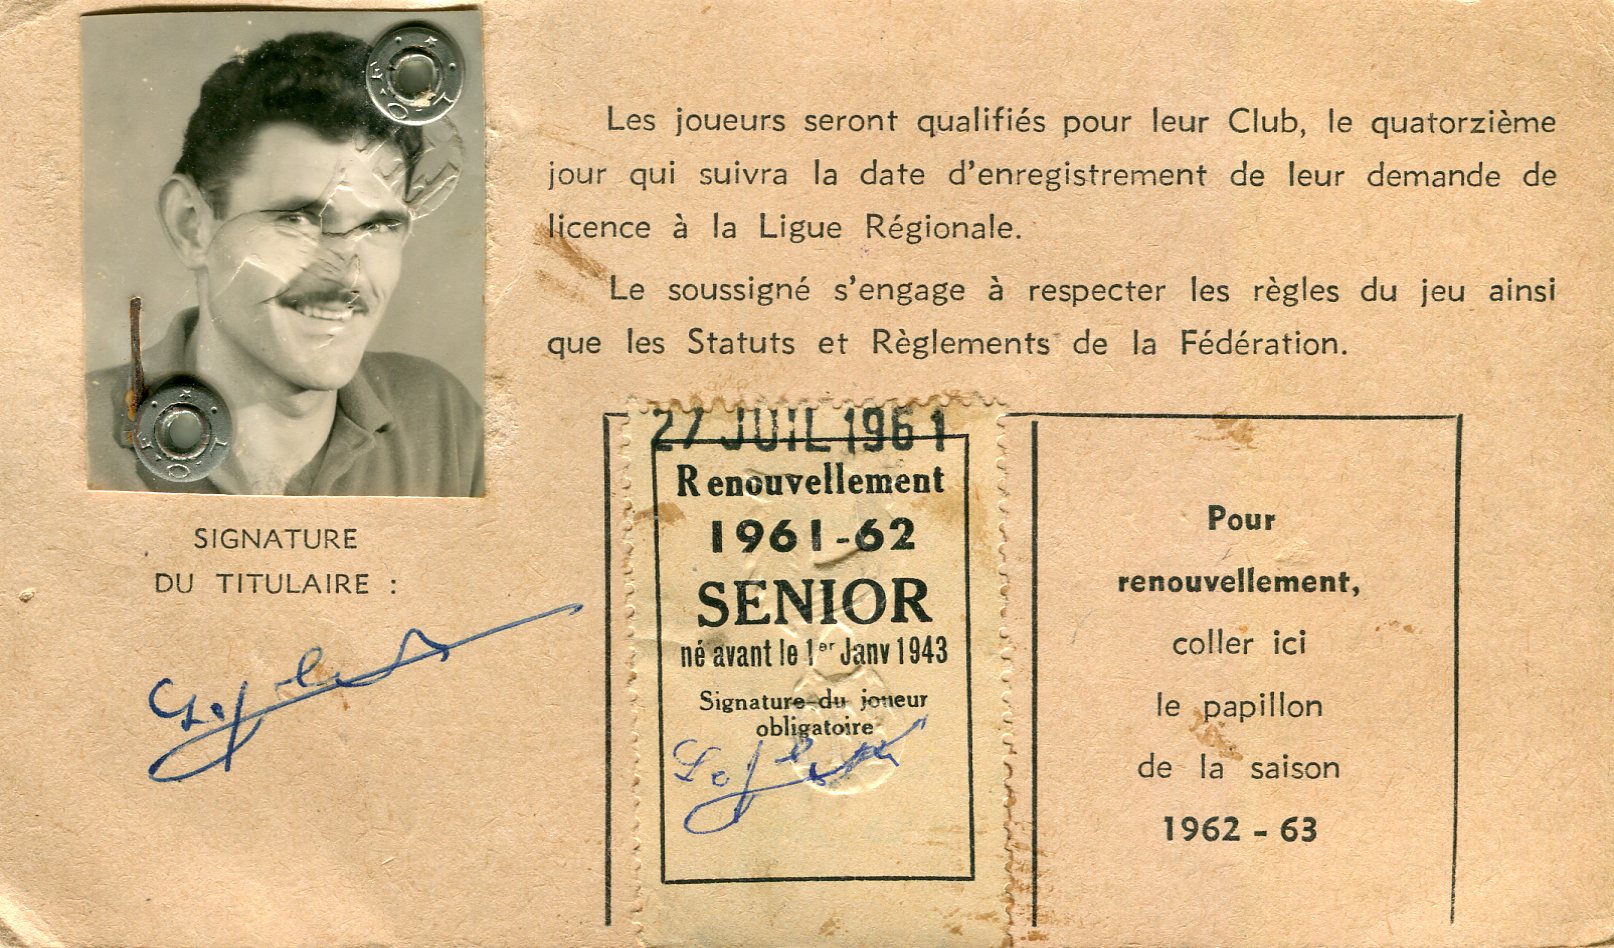 Les joueurs seront qualifiés pour leur Club, le quatorzième
jour qui suivra la date d'enregistrement de leur demande de
licence à la Ligue Régionale.
Le soussigné s'engage à respecter les règles du jeu ainsi
que les Statuts et Règlements de la Fédération.
SIGNATURE
DU TITULAIRE :
27 JUIL 1961
Renouvellement
1961-62
SENIOR
né avant le 1er Janv 1943
Signature du joueur
obligatoire
Pour
renouvellement,
coller ici
le papillon
de la saison
1962 - 63